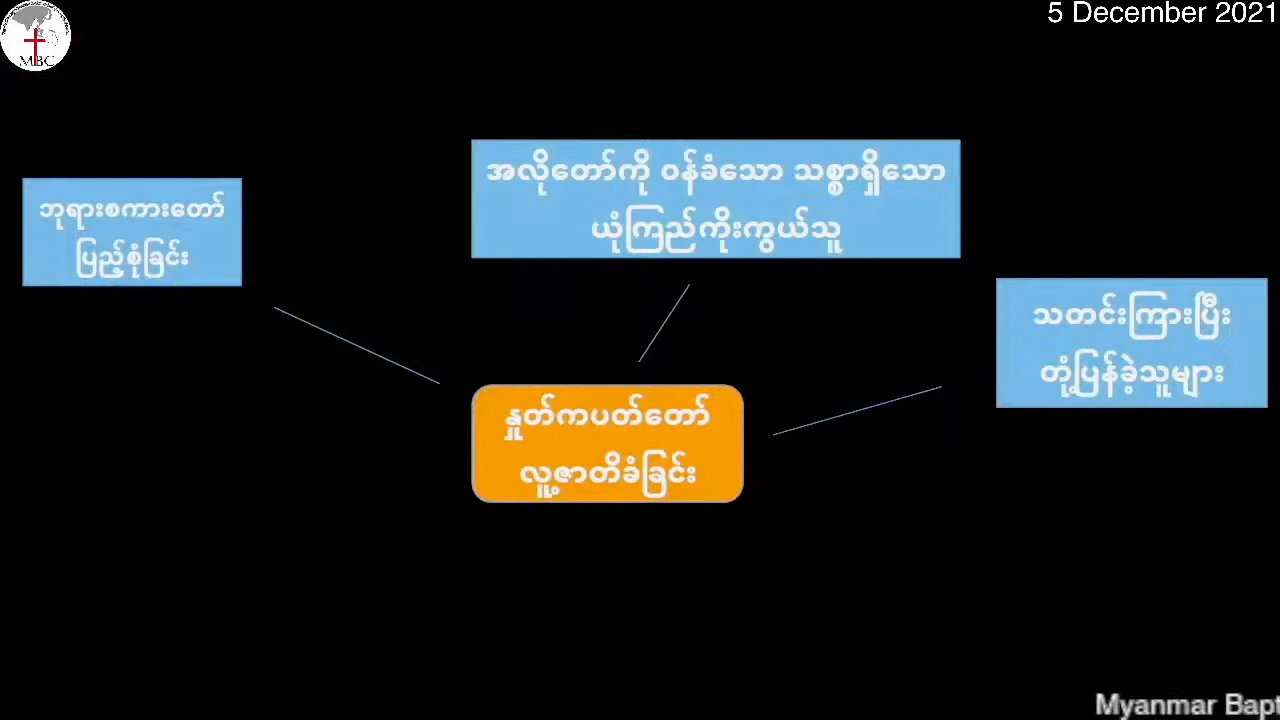 5 December 2021
MBC
ဘုရားစကားတော်
ပြည့်စုံခြင်း
အလိုတော်ကို ဝန်ခံသော သစ္စာရှိသော
ယုံကြည်ကိုးကွယ်သူ
သတင်းကြားပြီး
တုံ့ပြန်ခဲ့သူများ
နှုတ်ကပတ်တော်
လူ့ဇာတိခံခြင်း
Myanmar Bapt